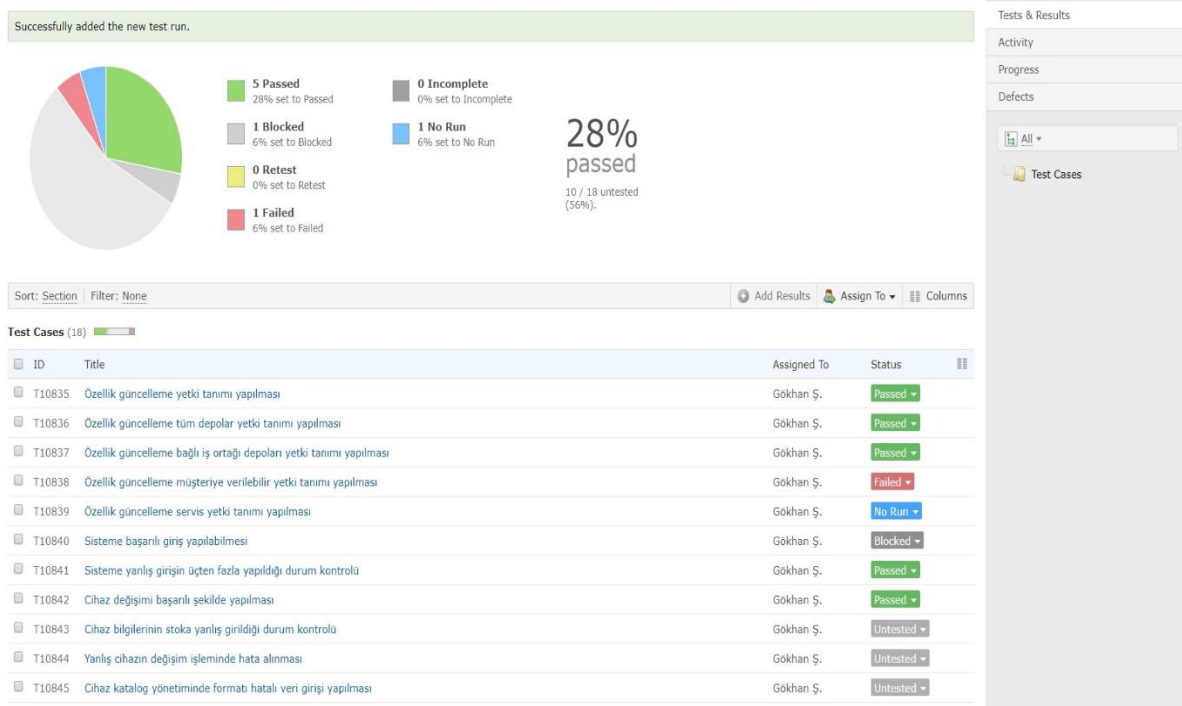 Successfully added the new test run.
5 Passed
28% set to Passed
1 Blocked
6% set to Blocked
0 Retest
0% set to Retest
1 Failed
6% set to Failed
0 Incomplete
0% set to Incomplete
1 No Run
6% set to No Run
28%
passed
10 / 18 untested
(56%).
Tests & Results
Activity
Progress
Defects
All
Test Cases
Sort: Section Filter: None Add Results Assign To Columns
Test Cases (18)
ID Title Assigned To Status
T10835 Özellik güncelleme yetki tanımı yapılması Gökhan Ş. Passed
T10836 Özellik güncelleme tüm depolar yetki tanımı yapılması Gökhan Ş. Passed
T10837 Özellik güncelleme bağlı iş ortağı depoları yetki tanımı yapılması Gökhan Ş. Passed
T10838 Özellik güncelleme müşteriye verilebilir yetki tanımı yapılması Gökhan Ş. Failed
T10839 Özellik güncelleme servis yetki tanımı yapılması Gökhan Ş. No Run
T10840 Sisteme başarılı giriş yapılabilmesi Gökhan Ş. Blocked
T10841 Sisteme yanlış girişin üçten fazla yapıldığı durum kontrolü Gökhan Ş. Passed
T10842 Cihaz değişimi başarılı şekilde yapılması Gökhan Ş. Passed
T10843 Cihaz bilgilerinin stoka yanlış girildiği durum kontrolü Gökhan Ş. Untested
T10844 Yanlış cihazın değişim işleminde hata alınması Gökhan Ş. Untested
T10845 Cihaz katalog yönetiminde formatı hatalı veri girişi yapılması Gökhan Ş. Untested